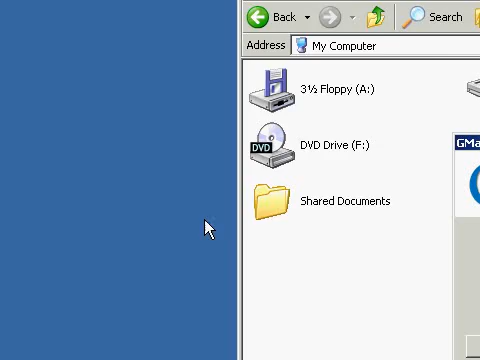 Back
Search
Address
My Computer
3½ Floppy (A:)
DVD
DVD Drive (F:)
GMa
Shared Documents